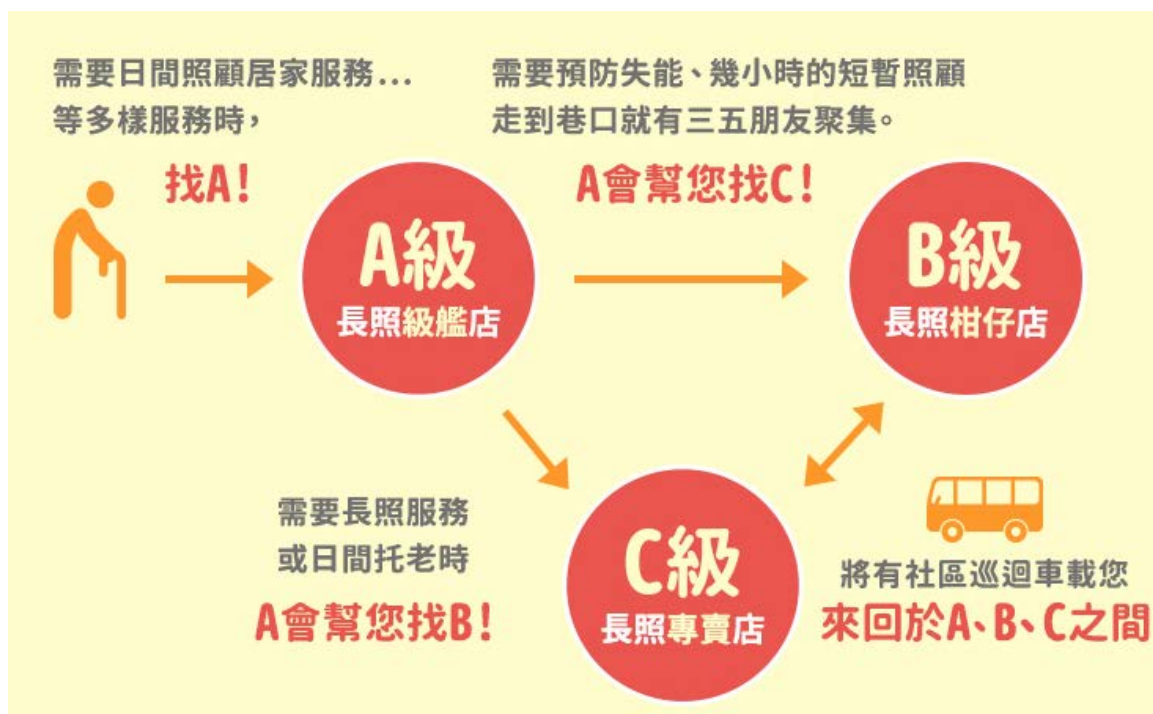 需要日間照顧居家服務...
等多樣服務時，
找A！
需要預防失能、幾小時的短暫照顧
走到巷口就有三五朋友聚集。
A會幫您找C！
A級
長照級艦店
B級
長照柑仔店
需要長照服務
或日間托老時
A會幫您找B！
C級
長照專賣店
將有社區巡迴車載您
來回於A、B、C之間